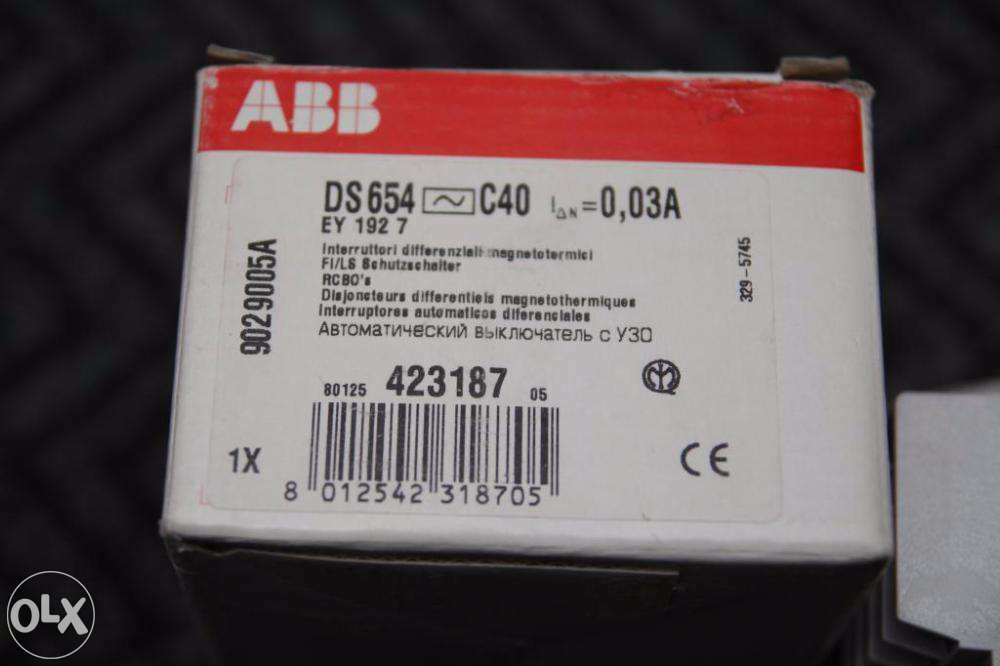 ABB
DS654 C40 IΔN=0,03A
EY 192 7
Interruttori differenziali magnetotermici
FI/LS Schutzschalter
RCBO's
Disjoncteurs differentiels magnetothermiques
Interruptores automaticos diferenciales
Автоматический выключатель с УЗО
9029005A
329-5745
80125 423187 05
1X
8 012542 318705
CE
OLX